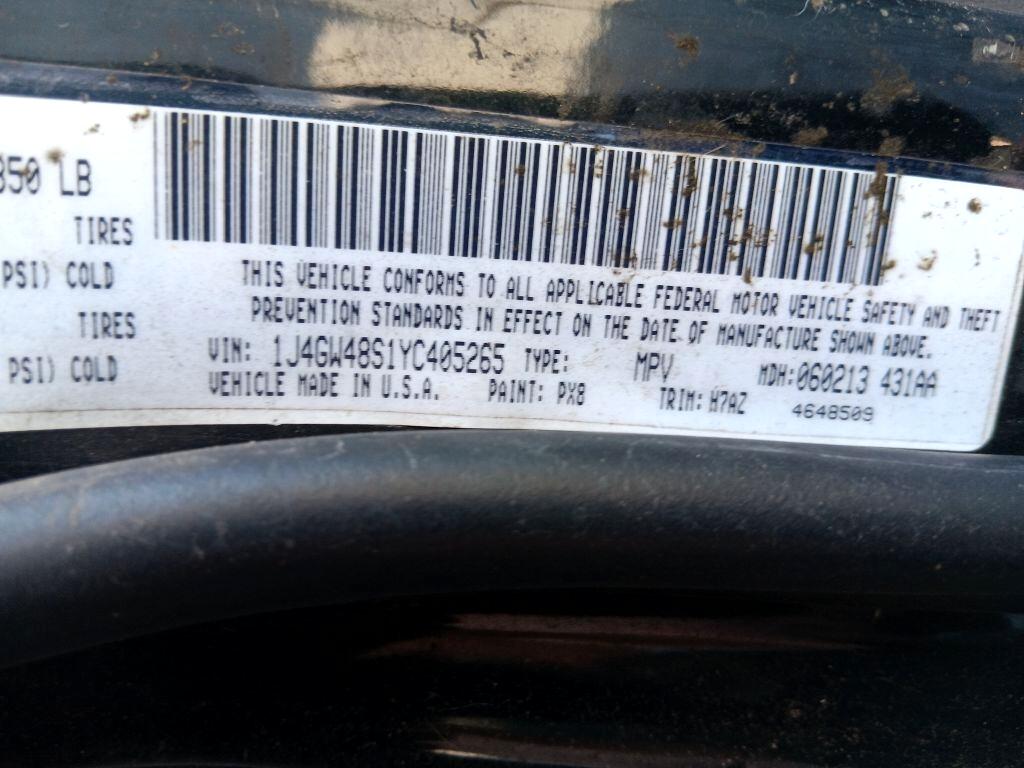 850 LB
TIRES
PSI) COLD
TIRES
PSI) COLD
THIS VEHICLE CONFORMS TO ALL APPLICABLE FEDERAL MOTOR VEHICLE SAFETY AND THEFT
PREVENTION STANDARDS IN EFFECT ON THE DATE OF MANUFACTURE SHOWN ABOVE.
VIN: 1J4GW48S1YC405265 TYPE: MPV MDH:060213 431AA
VEHICLE MADE IN U.S.A. PAINT: PX8 TRIM: H7AZ 4648509